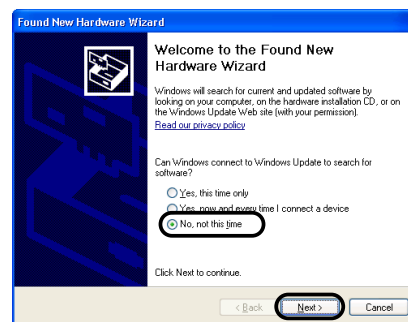 Found New Hardware Wizard
Welcome to the Found New
Hardware Wizard
Windows will search for current and updated software by
looking on your computer, on the hardware installation CD, or on
the Windows Update Web site (with your permission).
Read our privacy policy
Can Windows connect to Windows Update to search for
software?
Yes, this time only
Yes, now and every time I connect a device
No, not this time
Click Next to continue.
< Back
Next >
Cancel